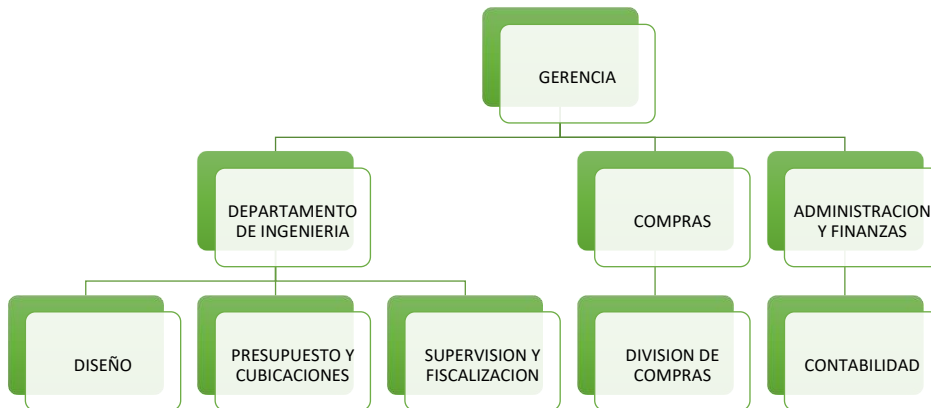 GERENCIA
DEPARTAMENTO
DE INGENIERIA
COMPRAS
ADMINISTRACION
Y FINANZAS
DISEÑO
PRESUPUESTO Y
CUBICACIONES
SUPERVISION Y
FISCALIZACION
DIVISION DE
COMPRAS
CONTABILIDAD